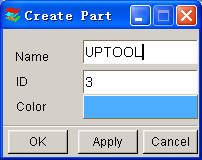 Create Part
Name UPTOOL
ID 3
Color
OK Apply Cancel